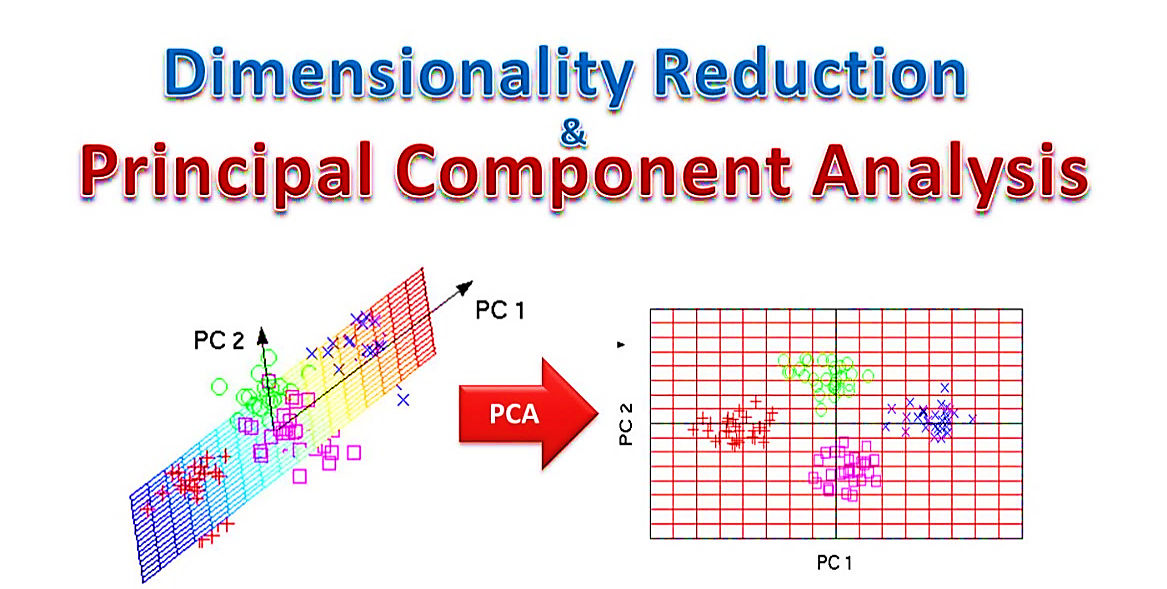 Dimensionality Reduction
&
Principal Component Analysis
PC 1
PC 2
PCA
PC 2
PC 1